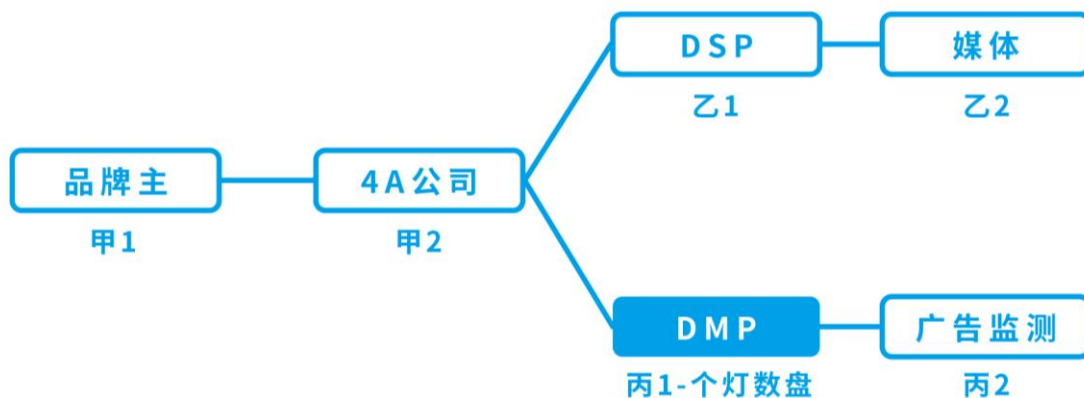 DSP
媒体
乙1
乙2
品牌主
4A公司
甲1
甲2
DMP
广告监测
丙1-个灯数盘
丙2